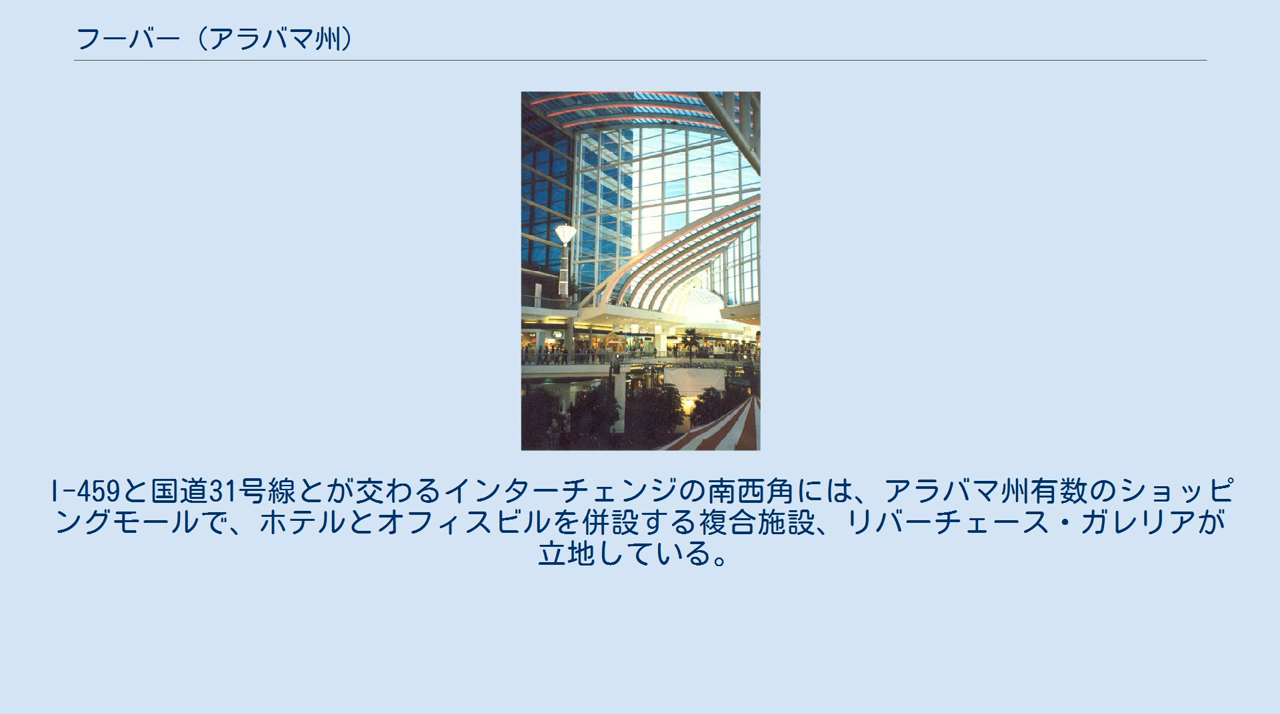 フーバー（アラバマ州）
I-459と国道31号線とが交わるインターチェンジの南西角には、アラバマ州有数のショッピ
ングモールで、ホテルとオフィスビルを併設する複合施設、リバーチェース・ガレリアが
立地している。